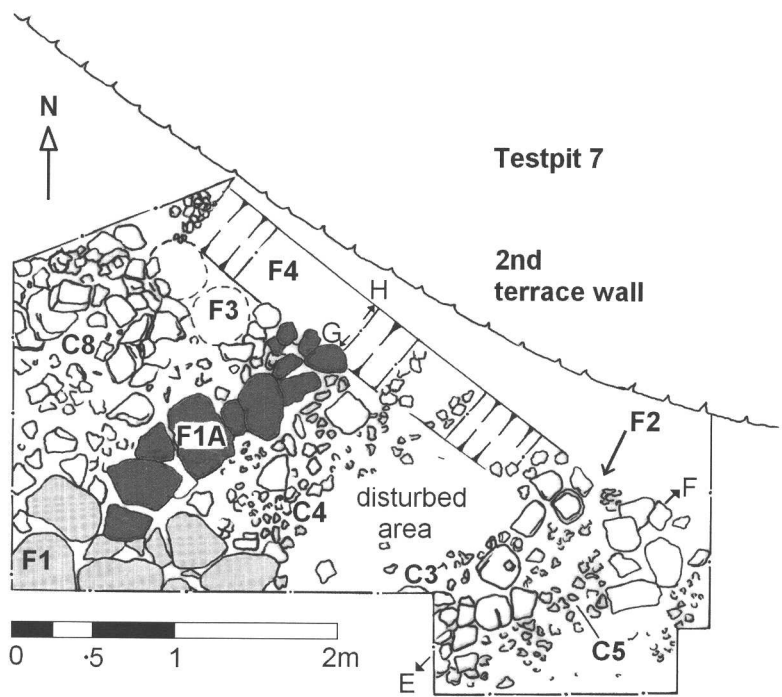 N
Testpit 7
2nd
terrace wall
F4
H
F3
G
C8
F2
F1A
F
disturbed
area
C4
F1
C3
C5
E
0 ·5 1 2m